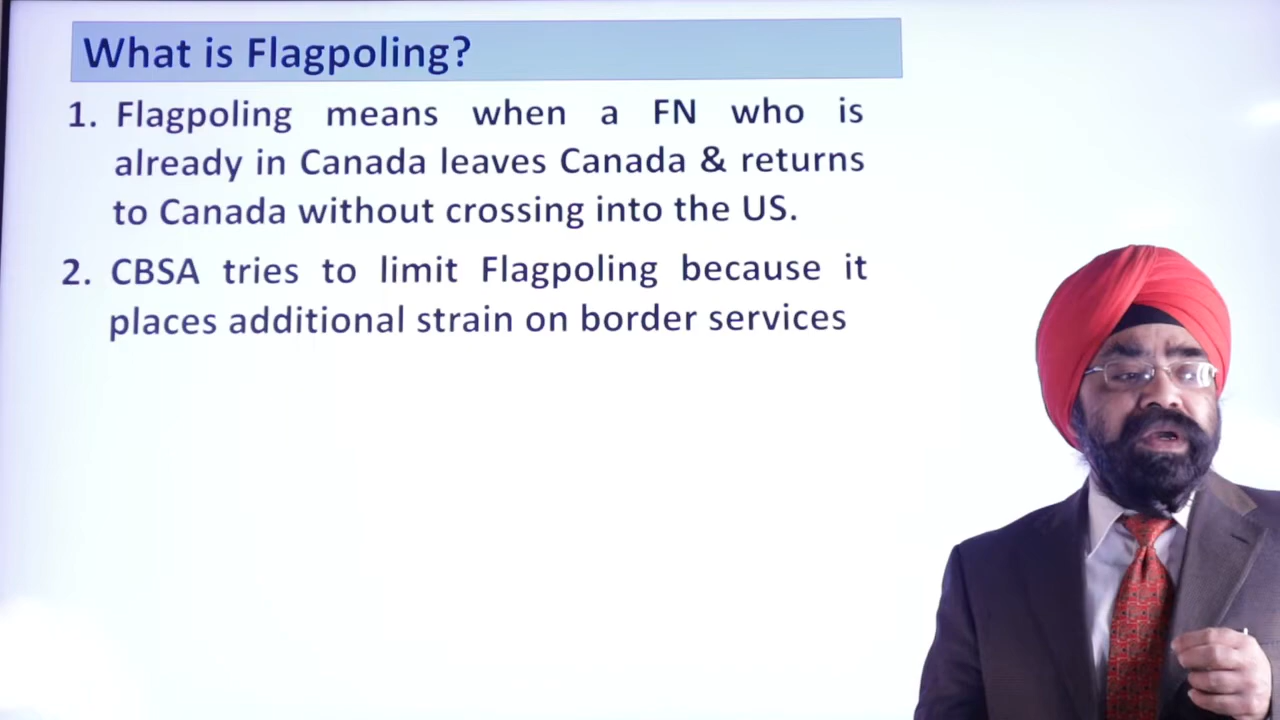 What is Flagpoling?
1. Flagpoling means when a FN who is
already in Canada leaves Canada & returns
to Canada without crossing into the US.
2. CBSA tries to limit Flagpoling because it
places additional strain on border services